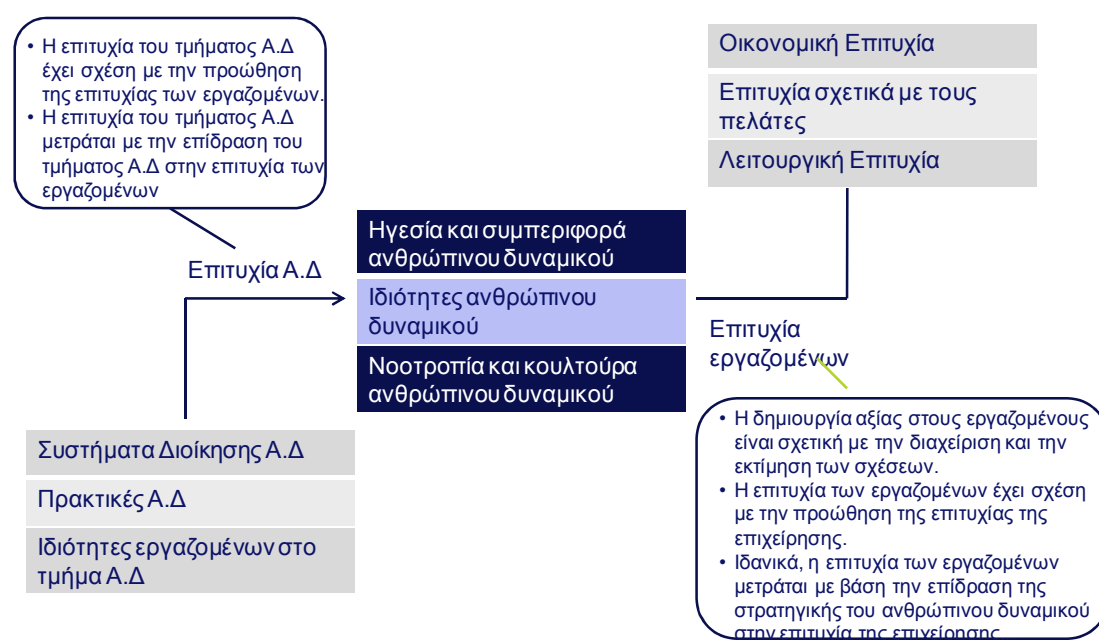 • Η επιτυχία του τμήματος Α.Δ
έχει σχέση με την προώθηση
της επιτυχίας των εργαζομένων.
• Η επιτυχία του τμήματος Α.Δ
μετράται με την επίδραση του
τμήματος Α.Δ στην επιτυχία των
εργαζομένων
Οικονομική Επιτυχία
Επιτυχία σχετικά με τους
πελάτες
Λειτουργική Επιτυχία
Επιτυχία Α.Δ
Ηγεσία και συμπεριφορά
ανθρώπινου δυναμικού
Ιδιότητες ανθρώπινου
δυναμικού
Νοοτροπία και κουλτούρα
ανθρώπινου δυναμικού
Επιτυχία
εργαζομένων
Συστήματα Διοίκησης Α.Δ
Πρακτικές Α.Δ
Ιδιότητες εργαζομένων στο
τμήμα Α.Δ
• Η δημιουργία αξίας στους εργαζομένους
είναι σχετική με την διαχείριση και την
εκτίμηση των σχέσεων.
• Η επιτυχία των εργαζομένων έχει σχέση
με την προώθηση της επιτυχίας της
επιχείρησης.
• Ιδανικά, η επιτυχία των εργαζομένων
μετράται με βάση την επίδραση της
στρατηγικής του ανθρώπινου δυναμικού
στην επιτυχία της επιχείρησης